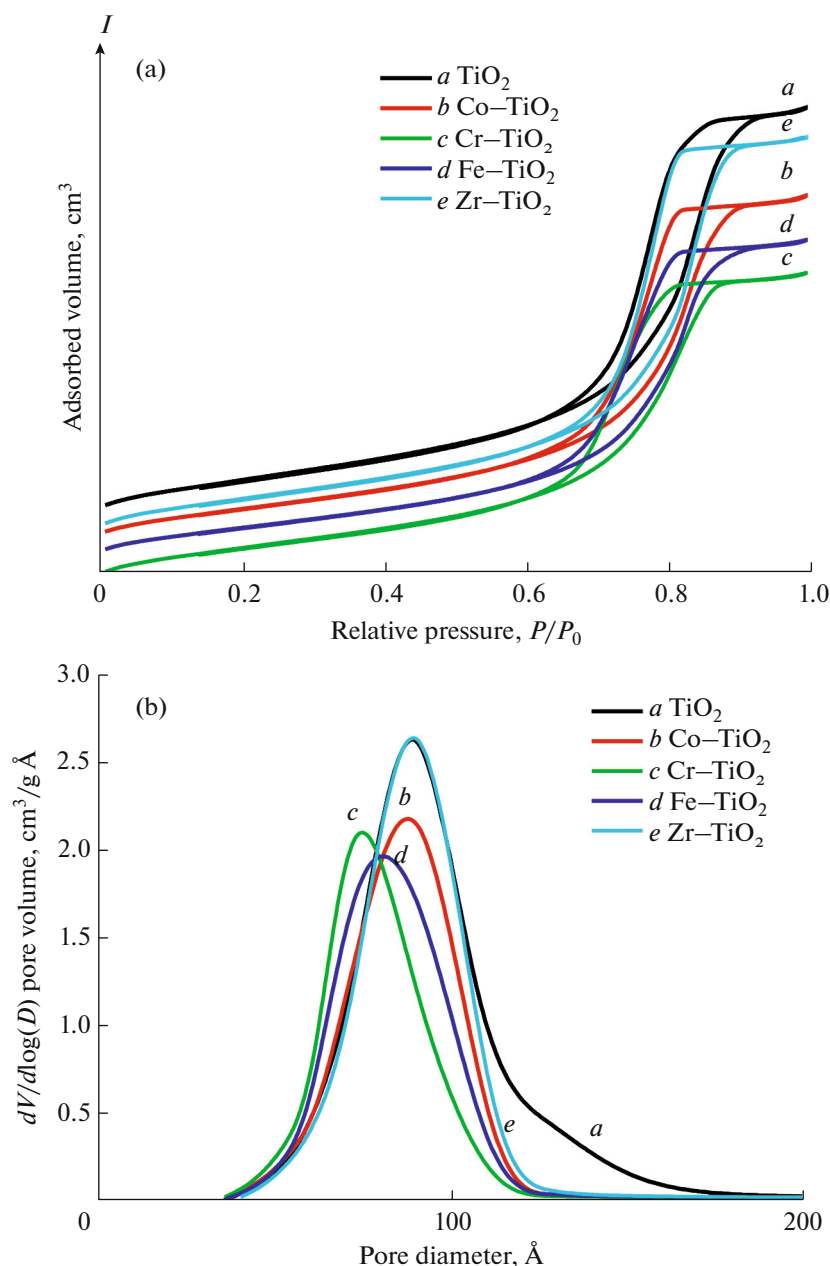 I
(a)
a TiO₂
b Co–TiO₂
c Cr–TiO₂
d Fe–TiO₂
e Zr–TiO₂
a
e
b
d
c
Adsorbed volume, cm³
0 0.2 0.4 0.6 0.8 1.0
Relative pressure, P/P₀
(b)
a TiO₂
b Co–TiO₂
c Cr–TiO₂
d Fe–TiO₂
e Zr–TiO₂
3.0
2.5
2.0
1.5
1.0
0.5
c
b
d
e
a
dV/dlog(D) pore volume, cm³/g Å
0 100 200
Pore diameter, Å